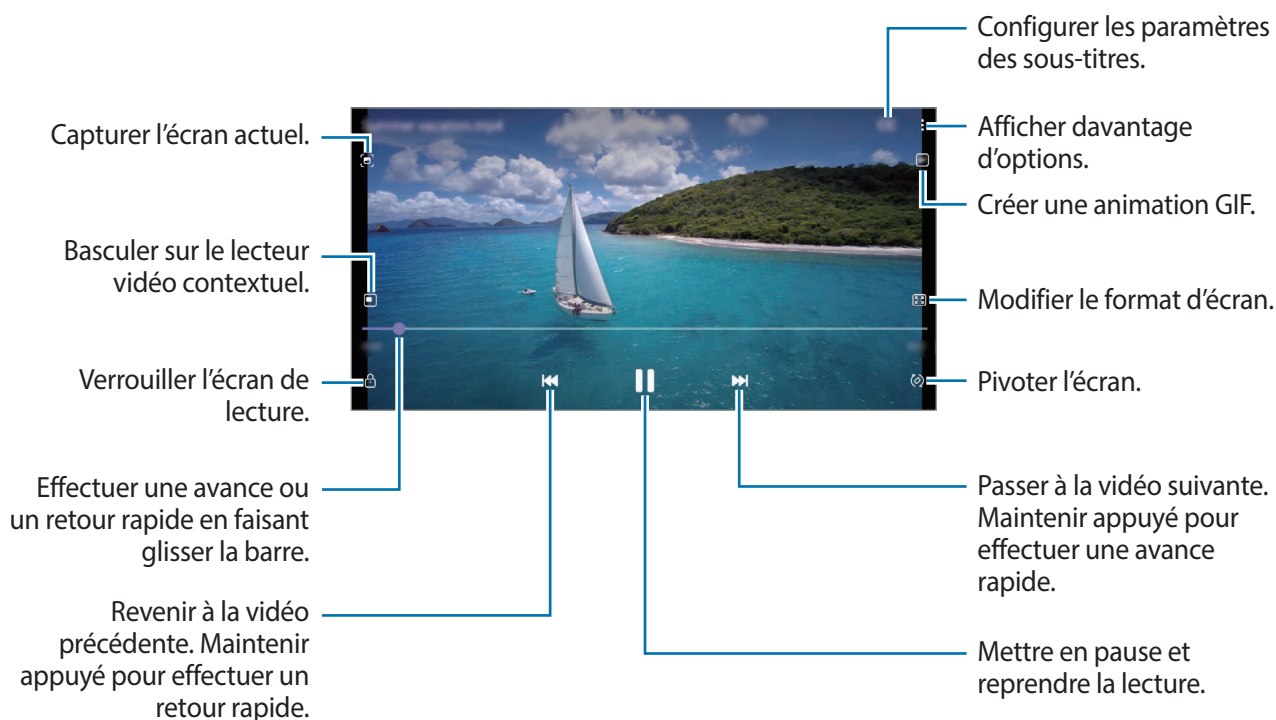 Configurer les paramètres
des sous-titres.
Capturer l’écran actuel.
Afficher davantage
d’options.
Créer une animation GIF.
Basculer sur le lecteur
vidéo contextuel.
Modifier le format d’écran.
Verrouiller l’écran de
lecture.
Pivoter l’écran.
Effectuer une avance ou
un retour rapide en faisant
glisser la barre.
Passer à la vidéo suivante.
Maintenir appuyé pour
effectuer une avance
rapide.
Revenir à la vidéo
précédente. Maintenir
appuyé pour effectuer un
retour rapide.
Mettre en pause et
reprendre la lecture.